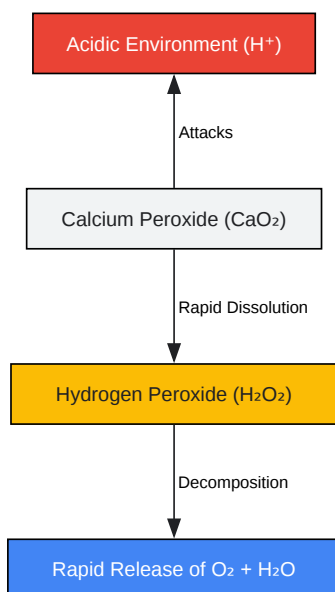 Acidic Environment (H⁺)
Attacks
Calcium Peroxide (CaO₂)
Rapid Dissolution
Hydrogen Peroxide (H₂O₂)
Decomposition
Rapid Release of O₂ + H₂O